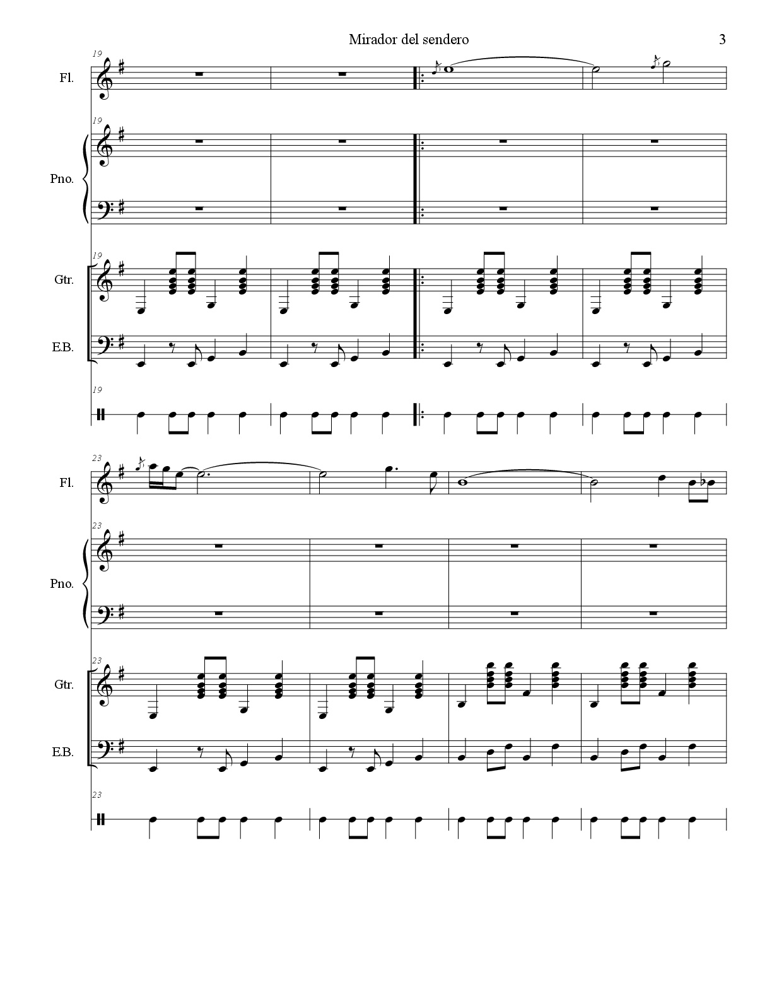 Mirador del sendero
3
19
Fl.
19
Pno.
19
Gtr.
E.B.
19
23
Fl.
23
Pno.
23
Gtr.
E.B.
23